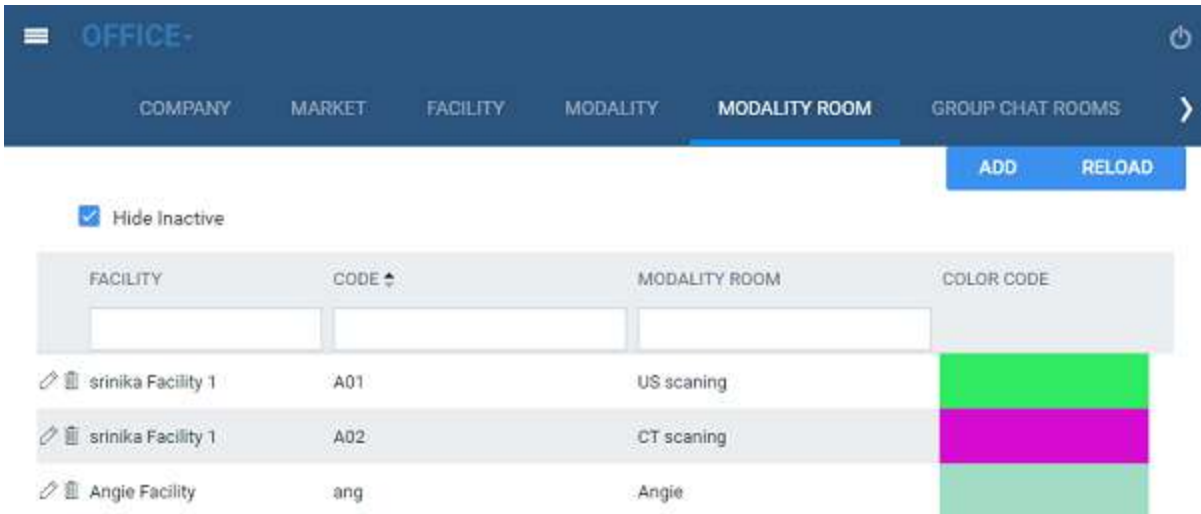 OFFICE-
COMPANY MARKET FACILITY MODALITY MODALITY ROOM GROUP CHAT ROOMS
ADD RELOAD
Hide Inactive
FACILITY CODE MODALITY ROOM COLOR CODE
srinika Facility 1 A01 US scaning
srinika Facility 1 A02 CT scaning
Angie Facility ang Angie